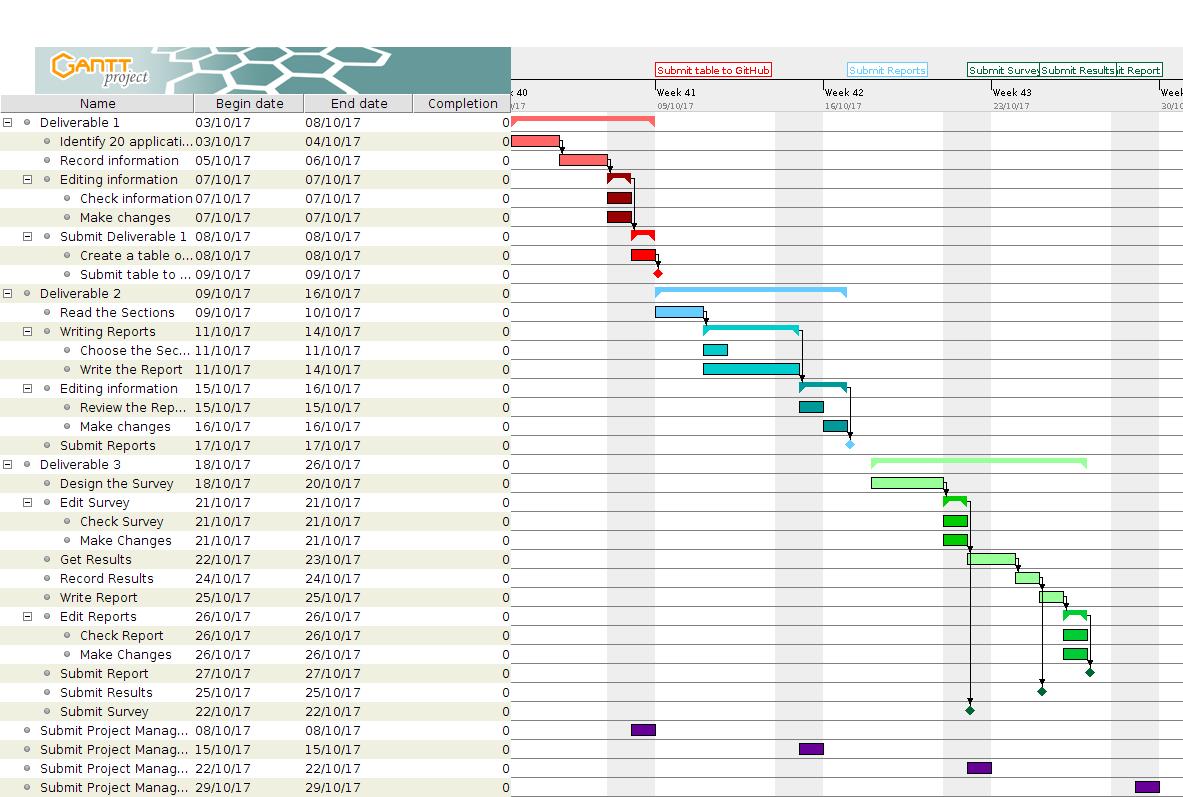 GANTT
project
Submit table to GitHub Submit Reports Submit Survey Submit Results it Report
k 40 Week 41 Week 42 Week 43 Week
/17 09/10/17 16/10/17 23/10/17 30/10
Name Begin date End date Completion
Deliverable 1 03/10/17 08/10/17 0
Identify 20 applicati... 03/10/17 04/10/17 0
Record information 05/10/17 06/10/17 0
Editing information 07/10/17 07/10/17 0
Check information 07/10/17 07/10/17 0
Make changes 07/10/17 07/10/17 0
Submit Deliverable 1 08/10/17 08/10/17 0
Create a table o... 08/10/17 08/10/17 0
Submit table to ... 09/10/17 09/10/17 0
Deliverable 2 09/10/17 16/10/17 0
Read the Sections 09/10/17 10/10/17 0
Writing Reports 11/10/17 14/10/17 0
Choose the Sec... 11/10/17 11/10/17 0
Write the Report 11/10/17 14/10/17 0
Editing information 15/10/17 16/10/17 0
Review the Rep... 15/10/17 15/10/17 0
Make changes 16/10/17 16/10/17 0
Submit Reports 17/10/17 17/10/17 0
Deliverable 3 18/10/17 26/10/17 0
Design the Survey 18/10/17 20/10/17 0
Edit Survey 21/10/17 21/10/17 0
Check Survey 21/10/17 21/10/17 0
Make Changes 21/10/17 21/10/17 0
Get Results 22/10/17 23/10/17 0
Record Results 24/10/17 24/10/17 0
Write Report 25/10/17 25/10/17 0
Edit Reports 26/10/17 26/10/17 0
Check Report 26/10/17 26/10/17 0
Make Changes 26/10/17 26/10/17 0
Submit Report 27/10/17 27/10/17 0
Submit Results 25/10/17 25/10/17 0
Submit Survey 22/10/17 22/10/17 0
Submit Project Manag... 08/10/17 08/10/17 0
Submit Project Manag... 15/10/17 15/10/17 0
Submit Project Manag... 22/10/17 22/10/17 0
Submit Project Manag... 29/10/17 29/10/17 0